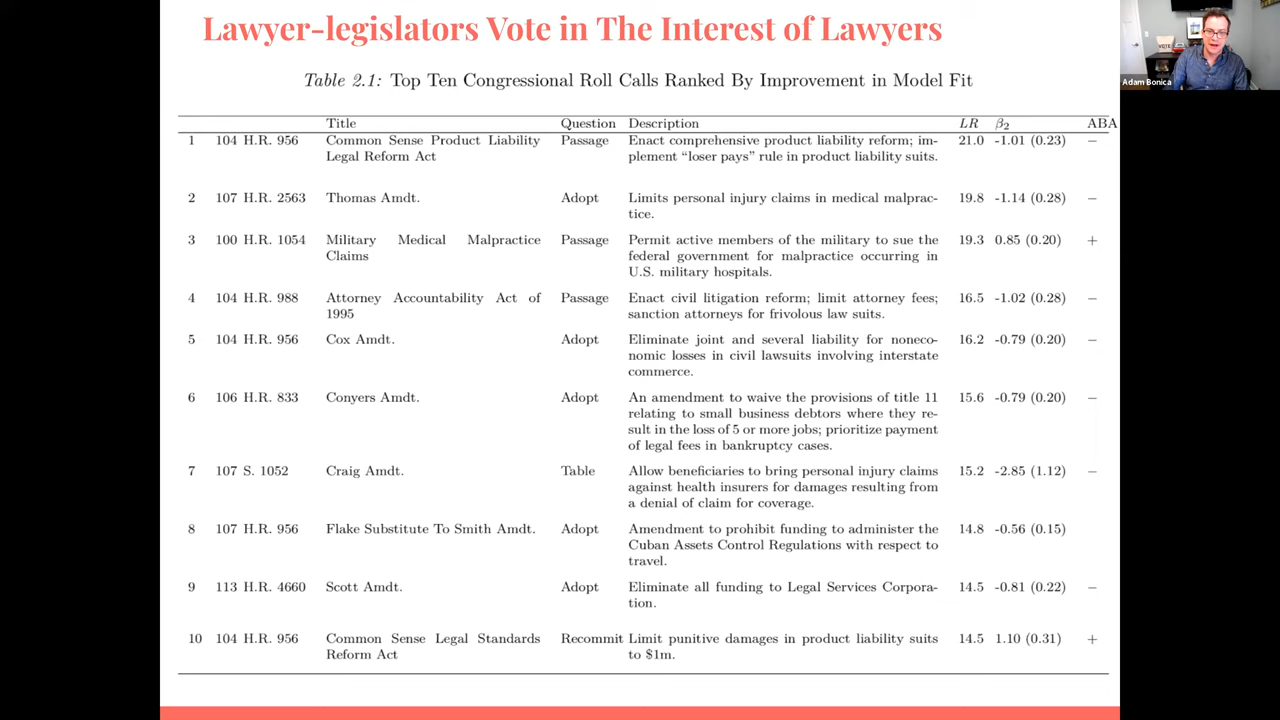 Lawyer-legislators Vote in The Interest of Lawyers
Adam Bonica
VOTE
Table 2.1: Top Ten Congressional Roll Calls Ranked By Improvement in Model Fit
Title Question Description LR β2 ABA
1 104 H.R. 956 Common Sense Product Liability Passage Enact comprehensive product liability reform; im- 21.0 -1.01 (0.23) −
Legal Reform Act plement “loser pays” rule in product liability suits.
2 107 H.R. 2563 Thomas Amdt. Adopt Limits personal injury claims in medical malprac- 19.8 -1.14 (0.28) −
tice.
3 100 H.R. 1054 Military Medical Malpractice Passage Permit active members of the military to sue the 19.3 0.85 (0.20) +
Claims federal government for malpractice occurring in
U.S. military hospitals.
4 104 H.R. 988 Attorney Accountability Act of Passage Enact civil litigation reform; limit attorney fees; 16.5 -1.02 (0.28) −
1995 sanction attorneys for frivolous law suits.
5 104 H.R. 956 Cox Amdt. Adopt Eliminate joint and several liability for noneco- 16.2 -0.79 (0.20) −
nomic losses in civil lawsuits involving interstate
commerce.
6 106 H.R. 833 Conyers Amdt. Adopt An amendment to waive the provisions of title 11 15.6 -0.79 (0.20) −
relating to small business debtors where they re-
sult in the loss of 5 or more jobs; prioritize payment
of legal fees in bankruptcy cases.
7 107 S. 1052 Craig Amdt. Table Allow beneficiaries to bring personal injury claims 15.2 -2.85 (1.12) −
against health insurers for damages resulting from
a denial of claim for coverage.
8 107 H.R. 956 Flake Substitute To Smith Amdt. Adopt Amendment to prohibit funding to administer the 14.8 -0.56 (0.15)
Cuban Assets Control Regulations with respect to
travel.
9 113 H.R. 4660 Scott Amdt. Adopt Eliminate all funding to Legal Services Corpora- 14.5 -0.81 (0.22) −
tion.
10 104 H.R. 956 Common Sense Legal Standards Recommit Limit punitive damages in product liability suits 14.5 1.10 (0.31) +
Reform Act to $1m.